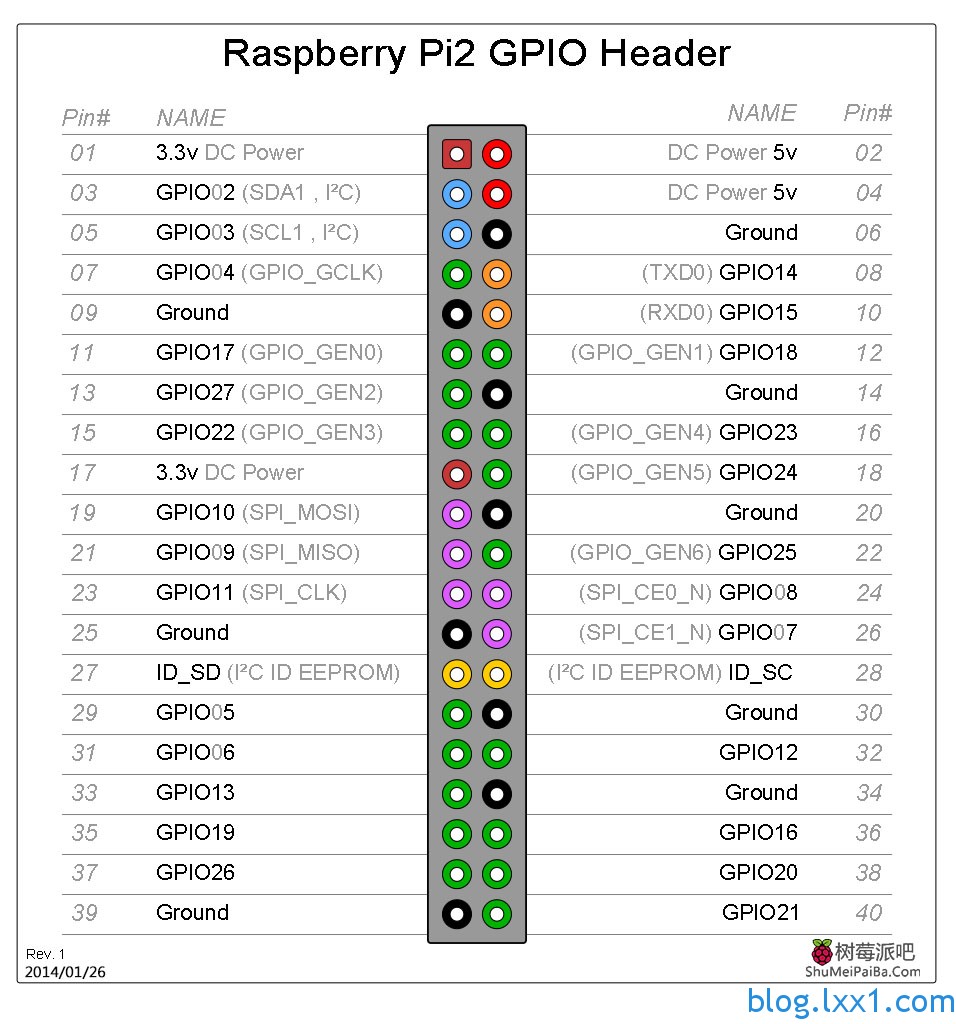 Raspberry Pi2 GPIO Header
Pin# NAME NAME Pin#
01 3.3v DC Power DC Power 5v 02
03 GPIO02 (SDA1 , I²C) DC Power 5v 04
05 GPIO03 (SCL1 , I²C) Ground 06
07 GPIO04 (GPIO_GCLK) (TXD0) GPIO14 08
09 Ground (RXD0) GPIO15 10
11 GPIO17 (GPIO_GEN0) (GPIO_GEN1) GPIO18 12
13 GPIO27 (GPIO_GEN2) Ground 14
15 GPIO22 (GPIO_GEN3) (GPIO_GEN4) GPIO23 16
17 3.3v DC Power (GPIO_GEN5) GPIO24 18
19 GPIO10 (SPI_MOSI) Ground 20
21 GPIO09 (SPI_MISO) (GPIO_GEN6) GPIO25 22
23 GPIO11 (SPI_CLK) (SPI_CE0_N) GPIO08 24
25 Ground (SPI_CE1_N) GPIO07 26
27 ID_SD (I²C ID EEPROM) (I²C ID EEPROM) ID_SC 28
29 GPIO05 Ground 30
31 GPIO06 GPIO12 32
33 GPIO13 Ground 34
35 GPIO19 GPIO16 36
37 GPIO26 GPIO20 38
39 Ground GPIO21 40
Rev. 1
2014/01/26
树莓派吧
ShuMeiPaiBa.Com
blog.lxx1.com